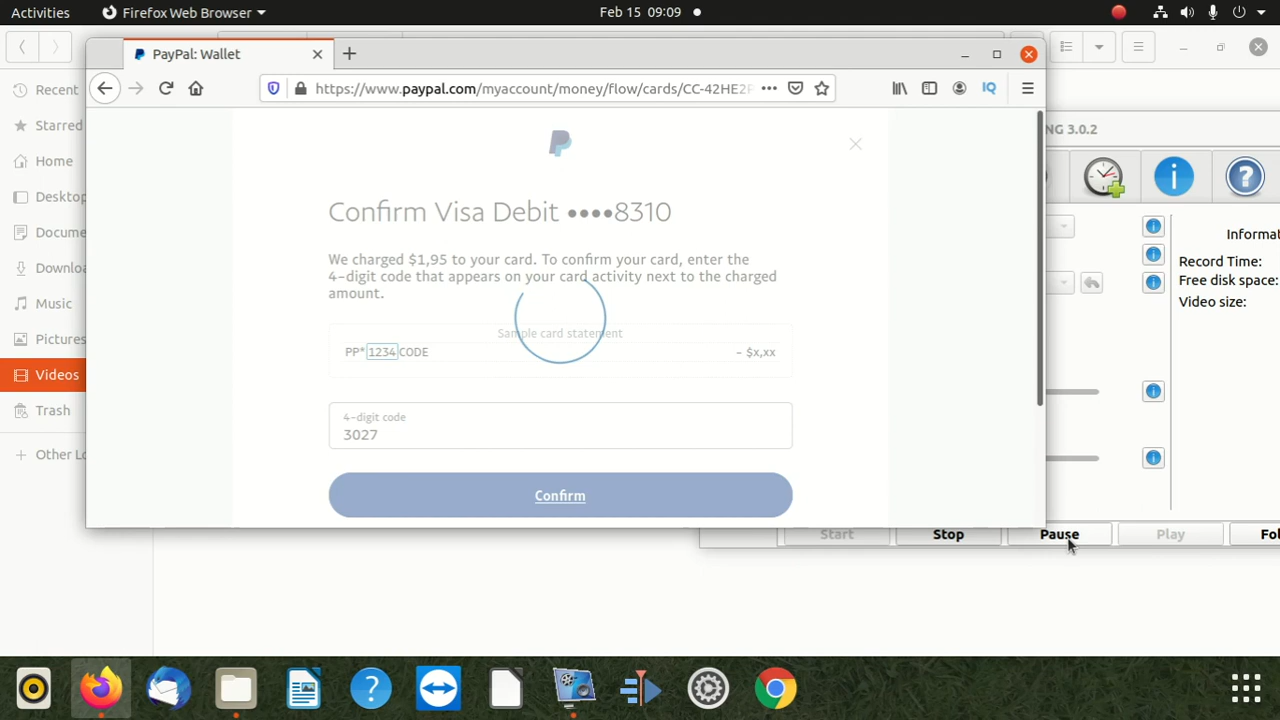 Activities
Firefox Web Browser
Feb 15 09:09
PayPal: Wallet
https://www.paypal.com/myaccount/money/flow/cards/CC-42HE2
IQ
Recent
Starred
Home
Desktop
Docume
Downloa
Music
Pictures
Videos
Trash
Other Lo
NG 3.0.2
Confirm Visa Debit ••••8310
We charged $1,95 to your card. To confirm your card, enter the
4-digit code that appears on your card activity next to the charged
amount.
Sample card statement
PP*1234CODE
- $x,xx
4-digit code
3027
Confirm
Informat
Record Time:
Free disk space:
Video size:
Start
Stop
Pause
Play
Fol